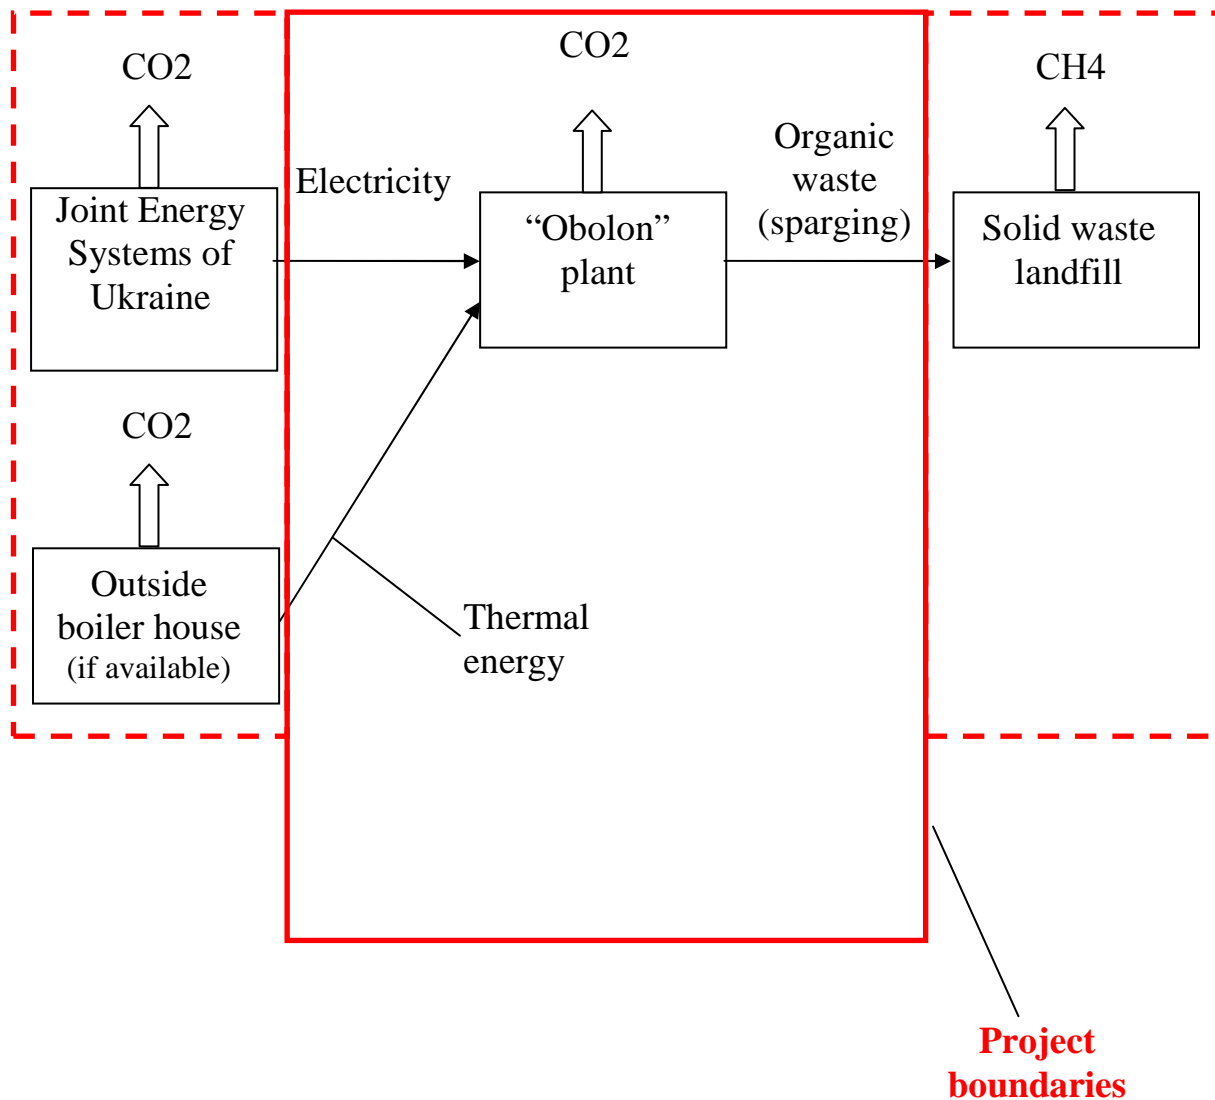 CO2
CO2
CH4
Electricity
Organic
waste
(sparging)
Joint Energy
Systems of
Ukraine
“Obolon”
plant
Solid waste
landfill
CO2
Outside
boiler house
(if available)
Thermal
energy
Project
boundaries